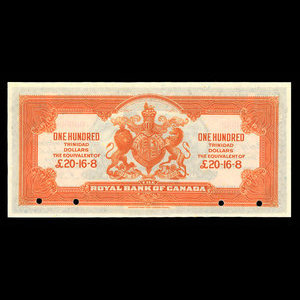 ONE HUNDRED
TRINIDAD
DOLLARS
THE EQUIVALENT OF
£20-16-8
ONE HUNDRED
TRINIDAD
DOLLARS
THE EQUIVALENT OF
£20-16-8
THE
ROYAL BANK OF CANADA